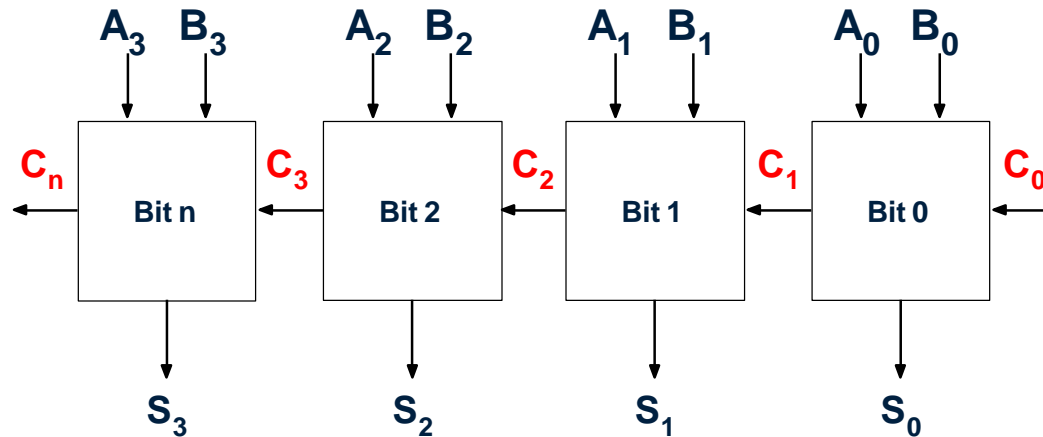 A3 B3 A2 B2 A1 B1 A0 B0
Cn C3 C2 C1 C0
Bit n Bit 2 Bit 1 Bit 0
S3 S2 S1 S0